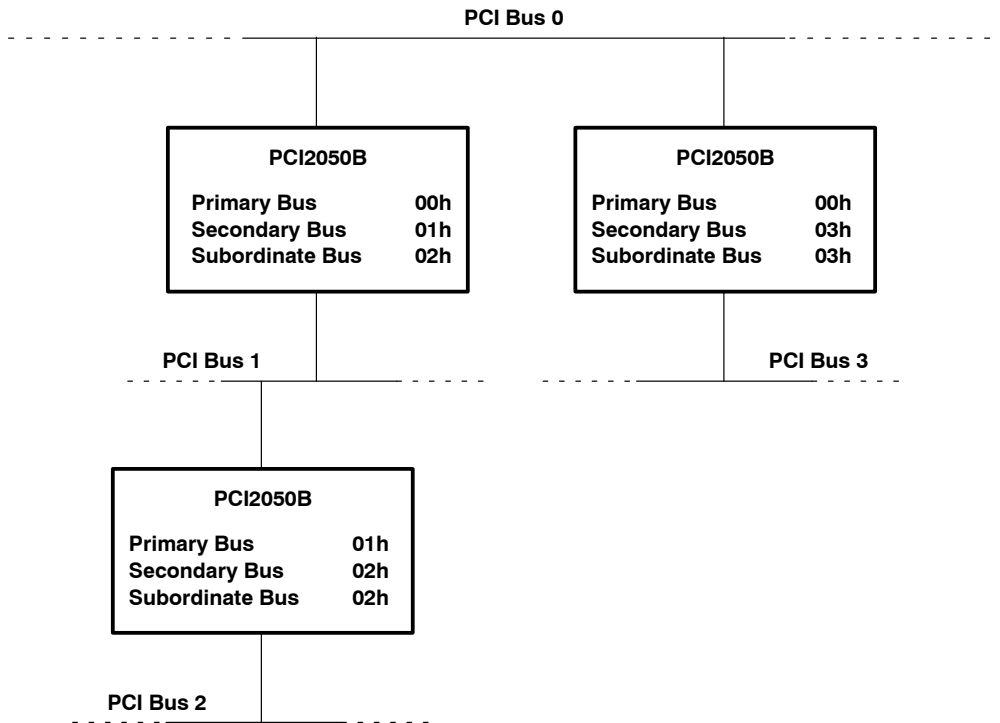 PCI Bus 0
PCI2050B
Primary Bus 00h
Secondary Bus 01h
Subordinate Bus 02h
PCI2050B
Primary Bus 00h
Secondary Bus 03h
Subordinate Bus 03h
PCI Bus 1
PCI Bus 3
PCI2050B
Primary Bus 01h
Secondary Bus 02h
Subordinate Bus 02h
PCI Bus 2